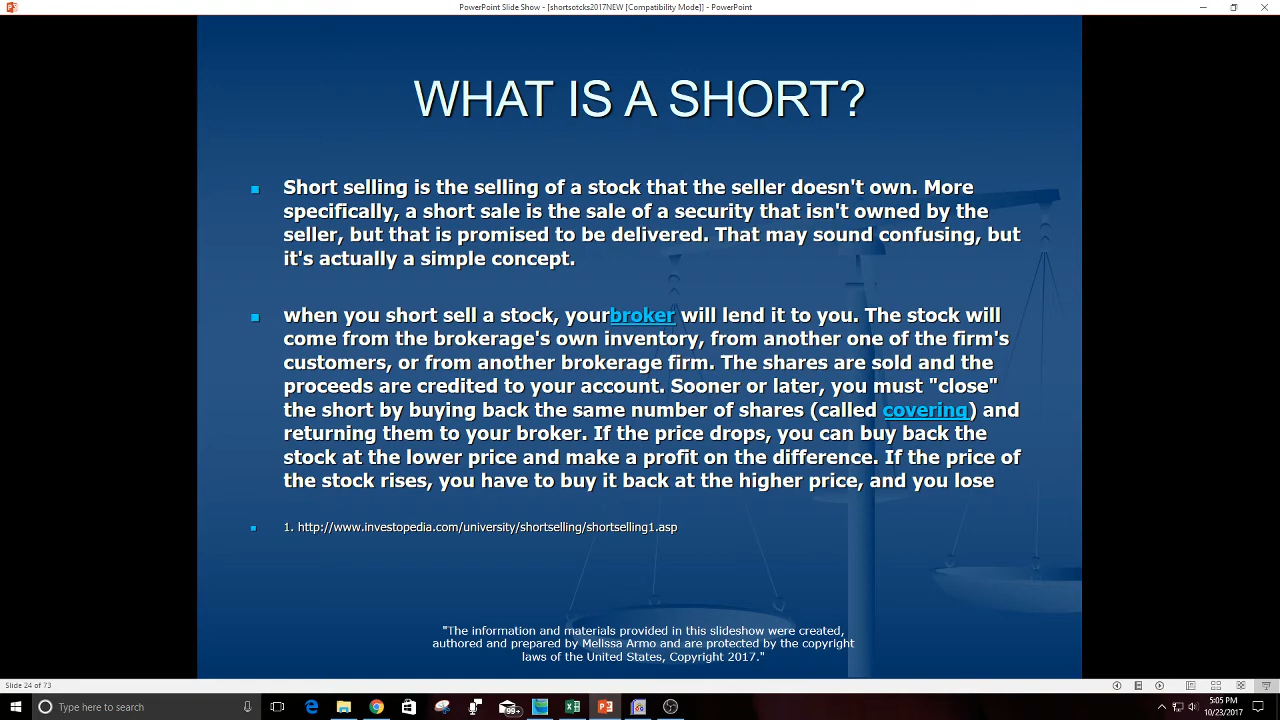 PowerPoint Slide Show - [shortsotcks2017NEW [Compatibility Mode]] - PowerPoint
WHAT IS A SHORT?
Short selling is the selling of a stock that the seller doesn't own. More
specifically, a short sale is the sale of a security that isn't owned by the
seller, but that is promised to be delivered. That may sound confusing, but
it's actually a simple concept.
when you short sell a stock, yourbroker will lend it to you. The stock will
come from the brokerage's own inventory, from another one of the firm's
customers, or from another brokerage firm. The shares are sold and the
proceeds are credited to your account. Sooner or later, you must "close"
the short by buying back the same number of shares (called covering) and
returning them to your broker. If the price drops, you can buy back the
stock at the lower price and make a profit on the difference. If the price of
the stock rises, you have to buy it back at the higher price, and you lose
1. http://www.investopedia.com/university/shortselling/shortselling1.asp
"The information and materials provided in this slideshow were created,
authored and prepared by Melissa Armo and are protected by the copyright
laws of the United States, Copyright 2017."
Slide 24 of 73
Type here to search
99+
5:05 PM
10/23/2017